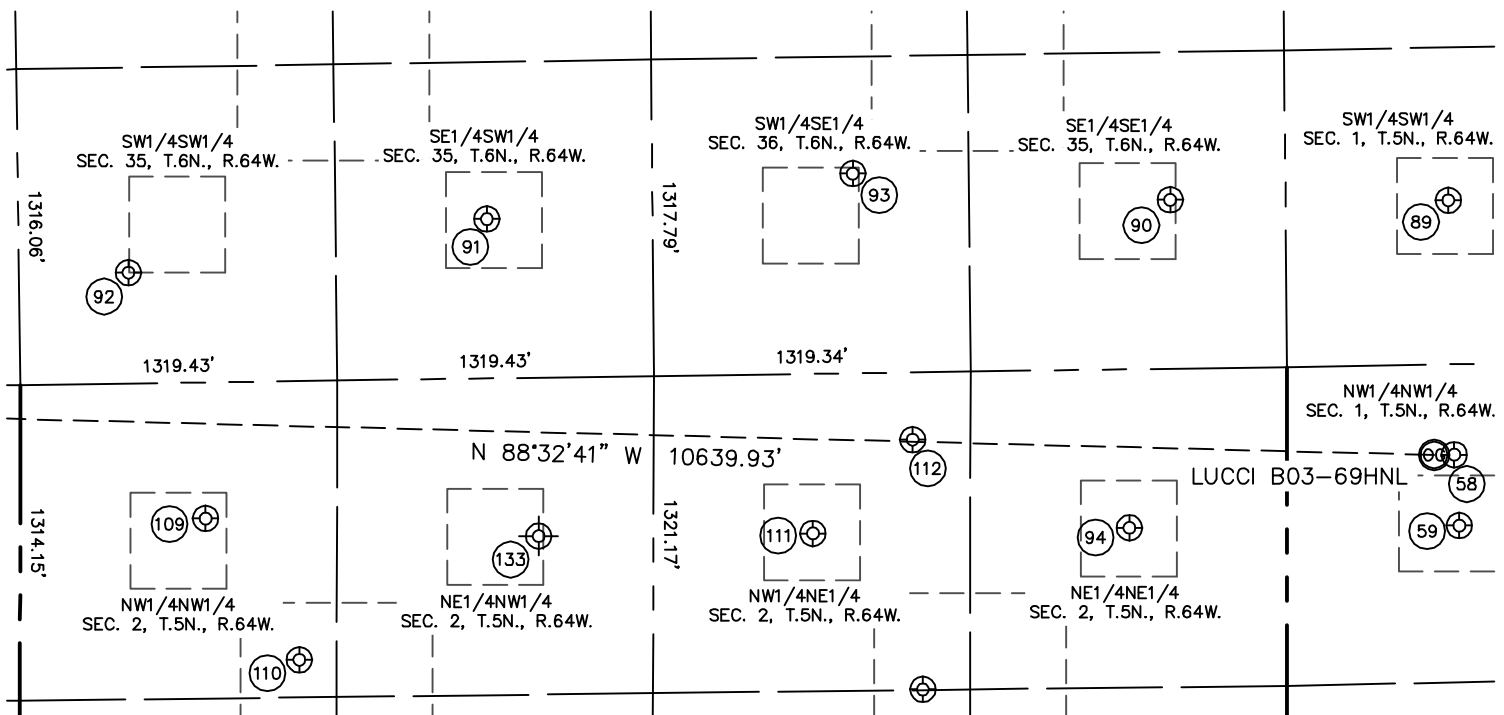 SW1/4SW1/4
SEC. 35, T.6N., R.64W.
SE1/4SW1/4
SEC. 35, T.6N., R.64W.
SW1/4SE1/4
SEC. 36, T.6N., R.64W.
SE1/4SE1/4
SEC. 35, T.6N., R.64W.
SW1/4SW1/4
SEC. 1, T.5N., R.64W.
1316.06'
1317.79'
92
91
93
90
89
1319.43'
1319.43'
1319.34'
NW1/4NW1/4
SEC. 1, T.5N., R.64W.
N 88°32'41" W 10639.93'
112
LUCCI B03-69HNL
58
59
1314.15'
109
133
1321.17'
111
94
NW1/4NW1/4
SEC. 2, T.5N., R.64W.
NE1/4NW1/4
SEC. 2, T.5N., R.64W.
NW1/4NE1/4
SEC. 2, T.5N., R.64W.
NE1/4NE1/4
SEC. 2, T.5N., R.64W.
110